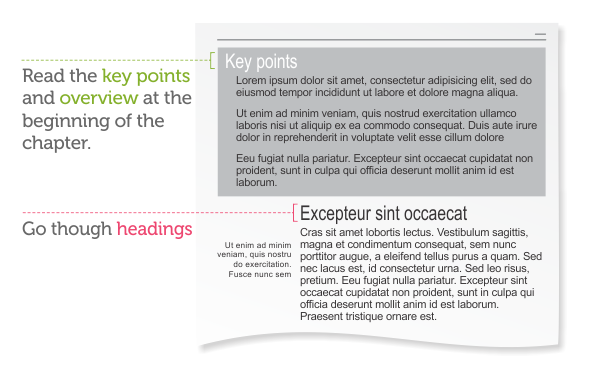 Read the key points
and overview at the
beginning of the
chapter.
Go though headings
Key points
Lorem ipsum dolor sit amet, consectetur adipisicing elit, sed do
eiusmod tempor incididunt ut labore et dolore magna aliqua.
Ut enim ad minim veniam, quis nostrud exercitation ullamco
laboris nisi ut aliquip ex ea commodo consequat. Duis aute irure
dolor in reprehenderit in voluptate velit esse cillum dolore
Eeu fugiat nulla pariatur. Excepteur sint occaecat cupidatat non
proident, sunt in culpa qui officia deserunt mollit anim id est
laborum.
Excepteur sint occaecat
Ut enim ad minim
veniam, quis nostru
do exercitation.
Fusce nunc sem
Cras sit amet lobortis lectus. Vestibulum sagittis,
magna et condimentum consequat, sem nunc
porttitor augue, a eleifend tellus purus a quam. Sed
nec lacus est, id consectetur urna. Sed leo risus,
pretium. Eeu fugiat nulla pariatur. Excepteur sint
occaecat cupidatat non proident, sunt in culpa qui
officia deserunt mollit anim id est laborum.
Praesent tristique ornare est.